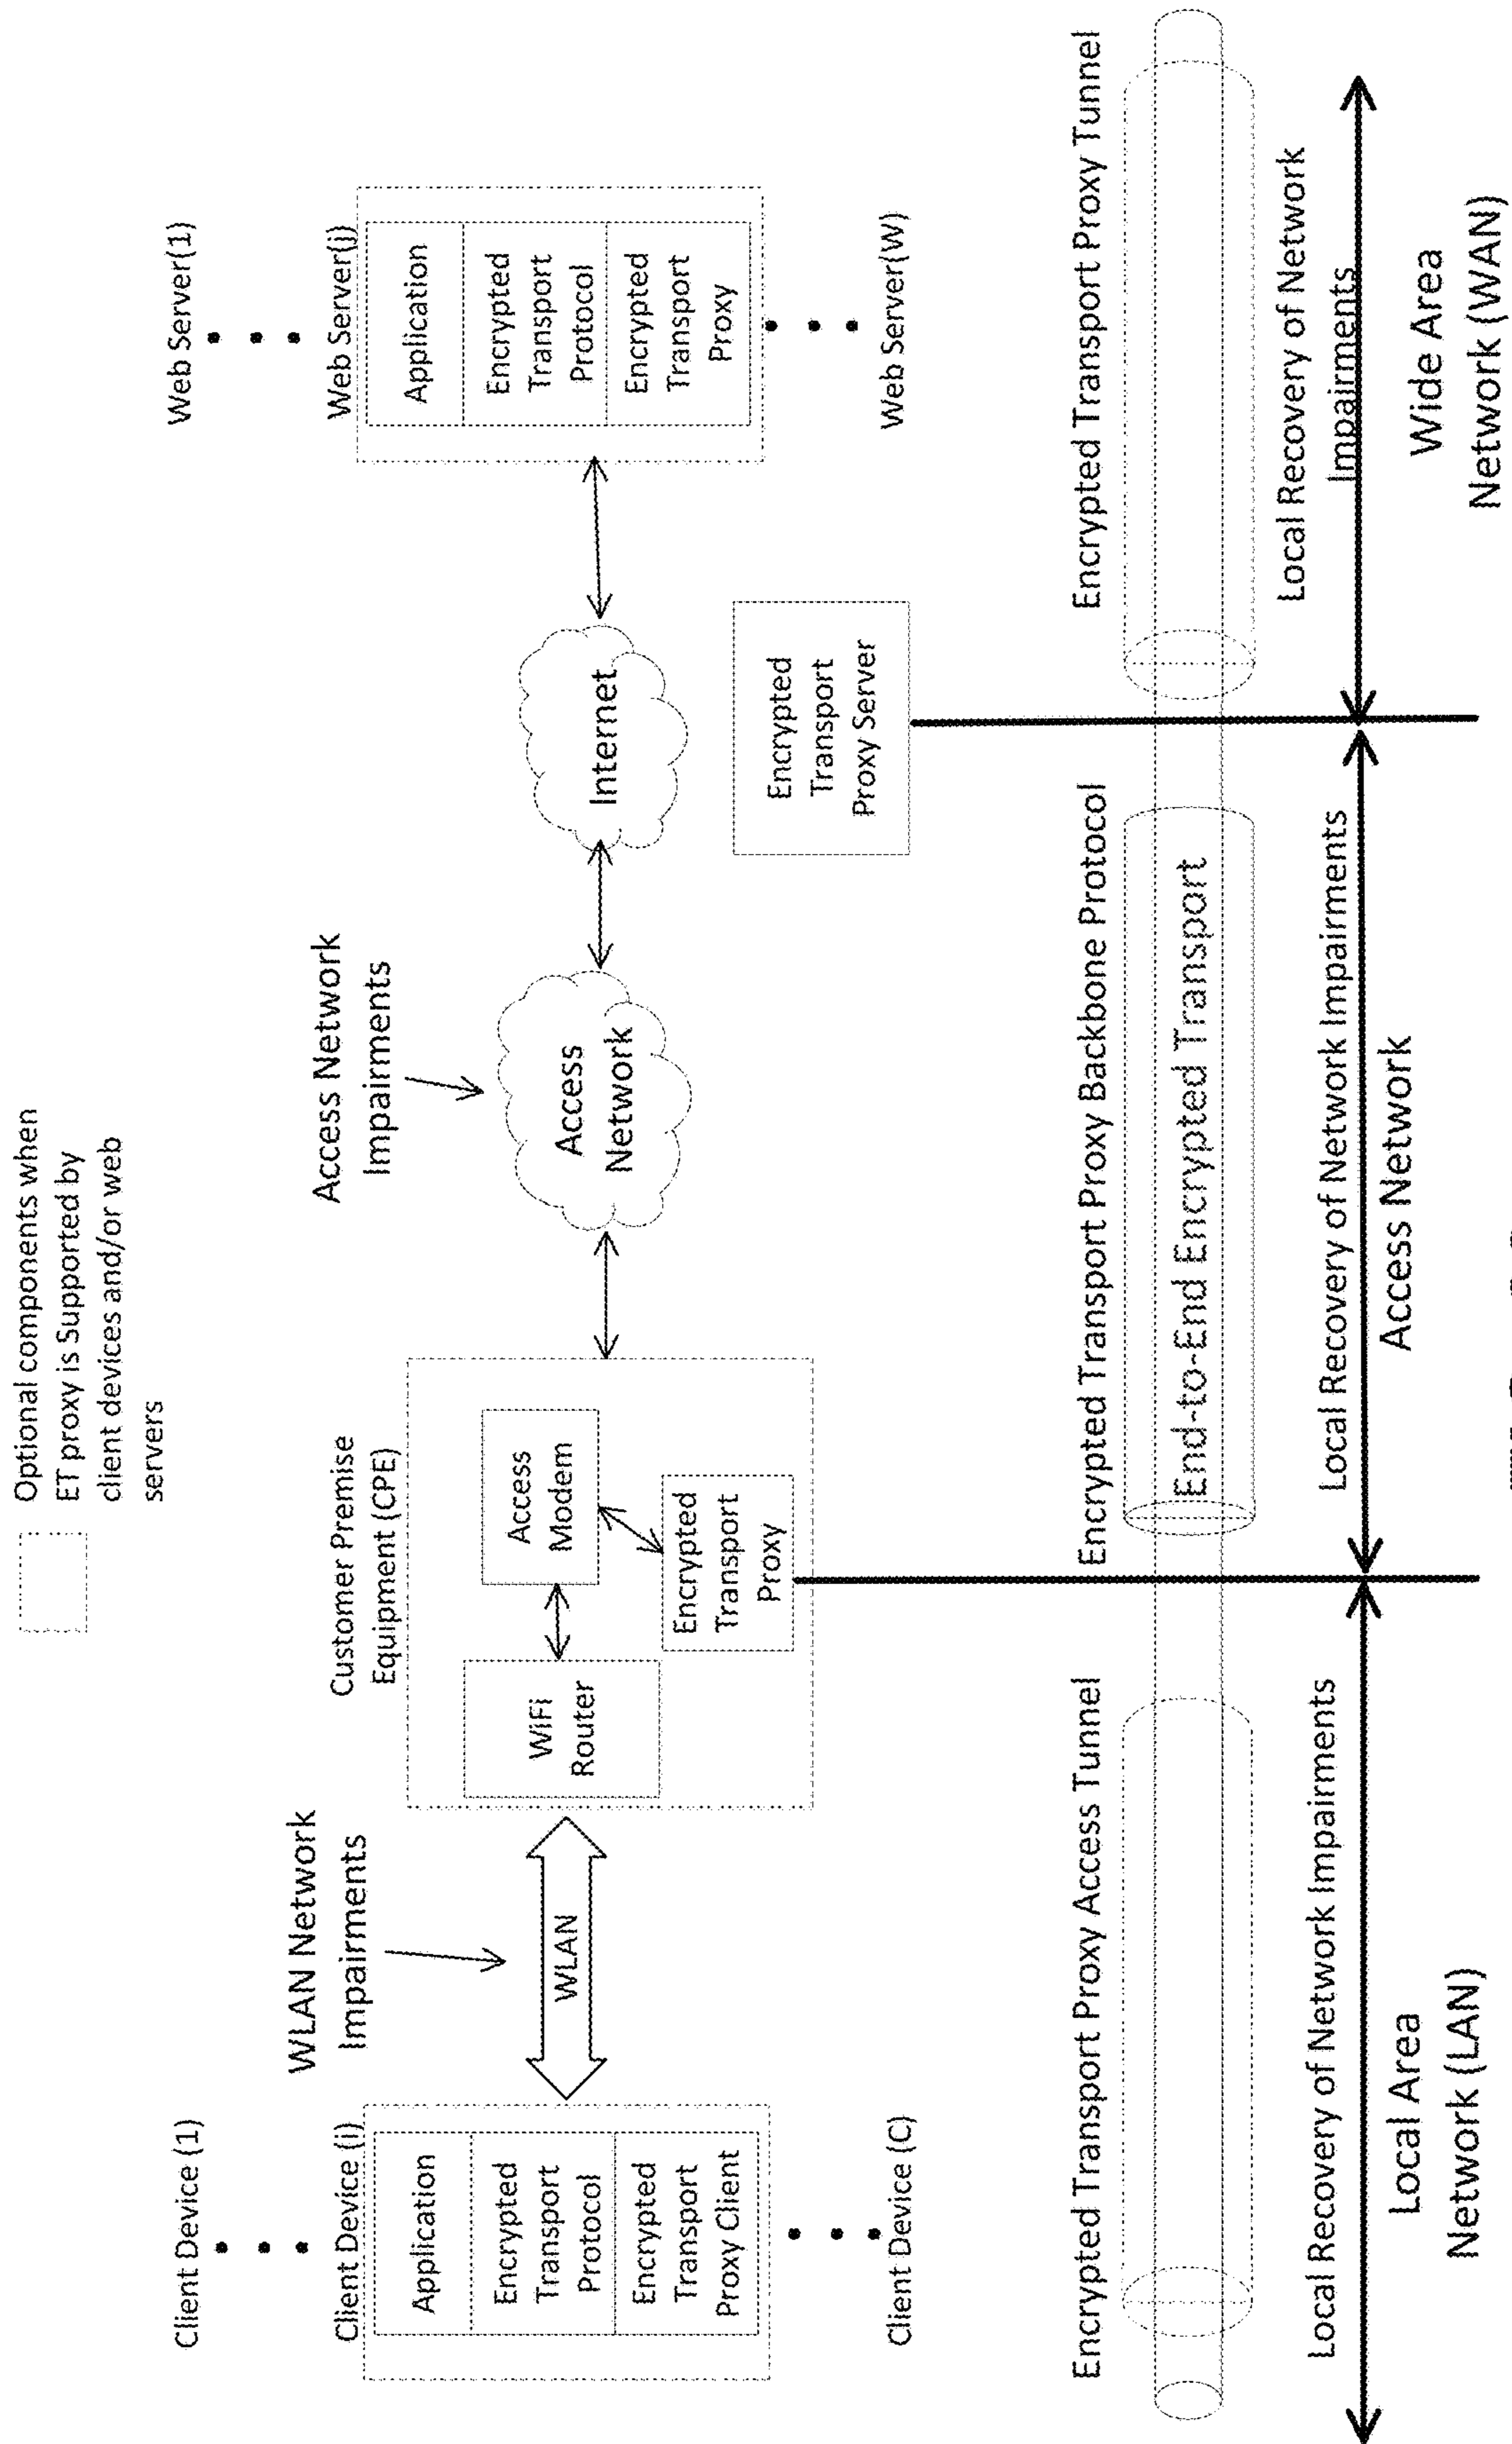 Optional components when
ET proxy is Supported by
client devices and/or web
servers
Client Device (1)
Client Device (i)
Application
Encrypted
Transport
Protocol
Encrypted
Transport
Proxy Client
Client Device (C)
WLAN Network
Impairments
WLAN
Customer Premise
Equipment (CPE)
WiFi
Router
Access
Modem
Encrypted
Transport
Proxy
Access Network
Impairments
Access
Network
Internet
Encrypted
Transport
Proxy Server
Web Server(1)
Web Server(j)
Application
Encrypted
Transport
Protocol
Encrypted
Transport
Proxy
Web Server(W)
Encrypted Transport Proxy Access Tunnel
Encrypted Transport Proxy Backbone Protocol
Encrypted Transport Proxy Tunnel
End-to-End Encrypted Transport
Local Recovery of Network Impairments
Local Recovery of Network Impairments
Local Recovery of Network
Impairments
Local Area
Network (LAN)
Access Network
Wide Area
Network (WAN)